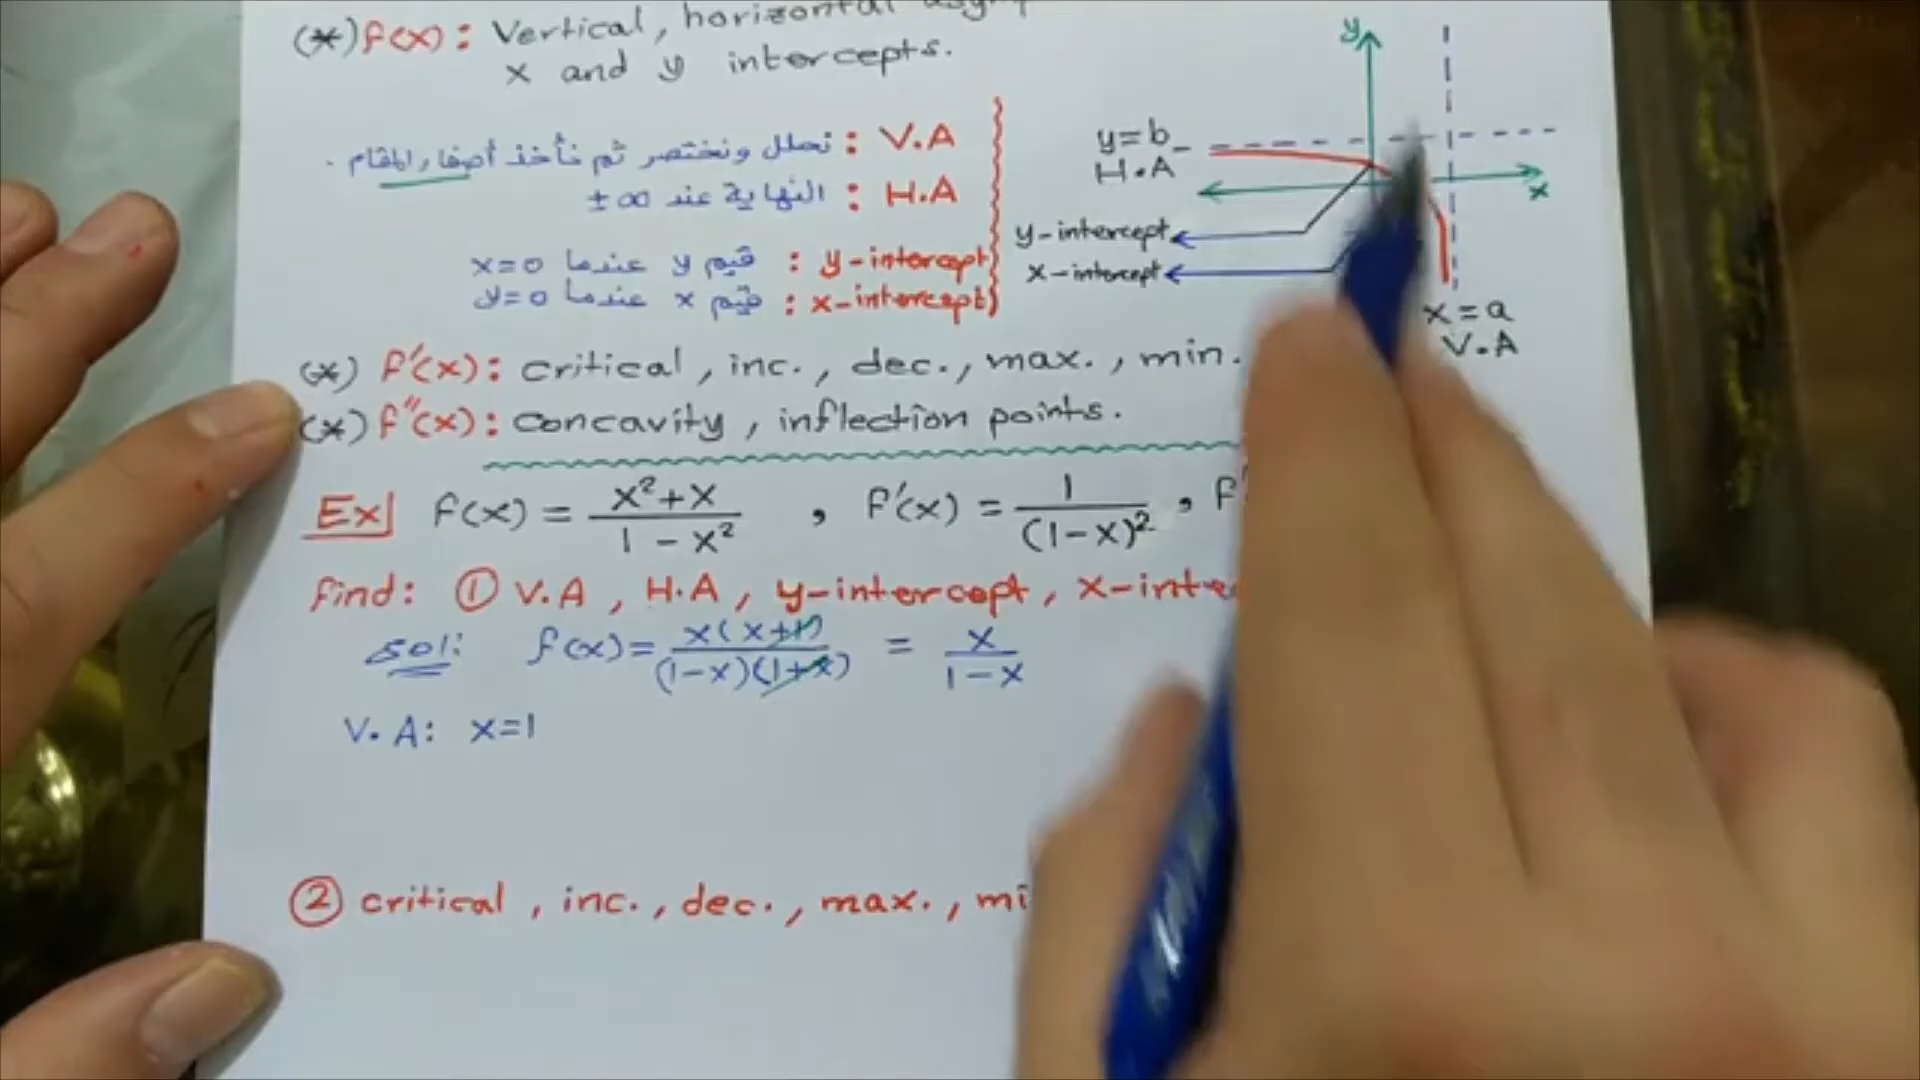 (*) f(x): Vertical, horizontal
x and y intercepts.
V.A : نحلل ونختصر ثم نأخذ أصفار المقام .
H.A : النهاية عند ±∞
y-intercept : قيم y عندما x=0
x-intercept : قيم x عندما y=0
y
y=b
H.A
x
y-intercept
x-intercept
x=a
V.A
(*) f'(x): critical, inc., dec., max., min.
(*) f''(x): concavity, inflection points.
Ex] f(x) = (x²+x)/(1-x²) , f'(x) = 1/(1-x)² ,
find: ① V.A, H.A, y-intercept,
sol: f(x)= x(x+1)/((1-x)(1+x)) = x/(1-x)
V.A: x=1
② critical, inc., dec., max.,